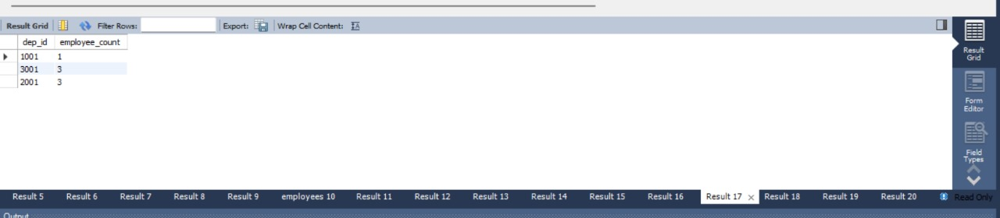 Result Grid Filter Rows: Export: Wrap Cell Content: IA
dep_id employee_count
1001 1
3001 3
2001 3
Result
Grid
Form
Editor
Field
Types
Result 5 Result 6 Result 7 Result 8 Result 9 employees 10 Result 11 Result 12 Result 13 Result 14 Result 15 Result 16 Result 17 × Result 18 Result 19 Result 20 Read Only
Output